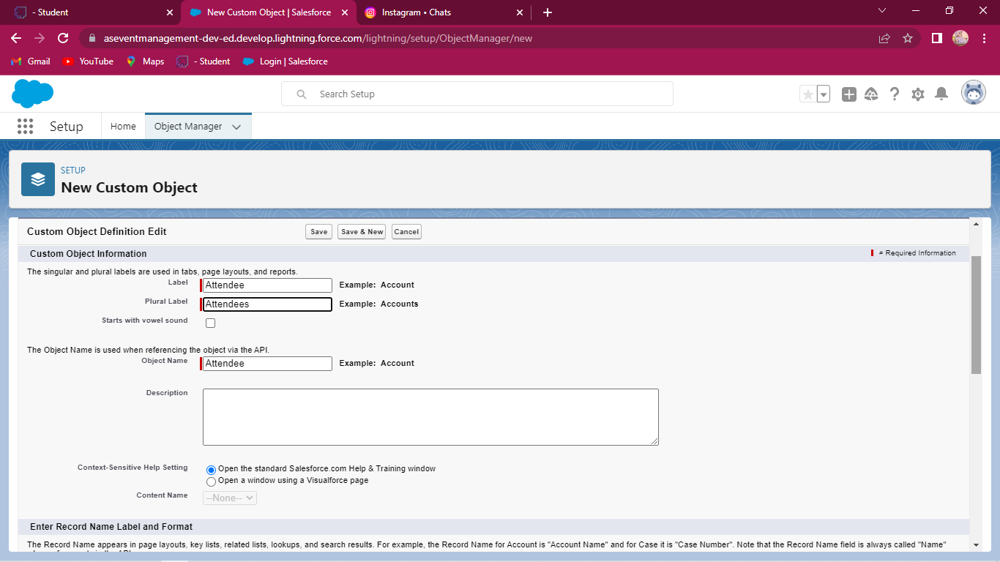 - Student
New Custom Object | Salesforce
Instagram • Chats
aseventmanagement-dev-ed.develop.lightning.force.com/lightning/setup/ObjectManager/new
Gmail
YouTube
Maps
- Student
Login | Salesforce
Search Setup
Setup
Home
Object Manager
SETUP
New Custom Object
Custom Object Definition Edit
Save
Save & New
Cancel
Custom Object Information
= Required Information
The singular and plural labels are used in tabs, page layouts, and reports.
Label Attendee Example: Account
Plural Label Attendees Example: Accounts
Starts with vowel sound
The Object Name is used when referencing the object via the API.
Object Name Attendee Example: Account
Description
Context-Sensitive Help Setting Open the standard Salesforce.com Help & Training window
Open a window using a Visualforce page
Content Name --None--
Enter Record Name Label and Format
The Record Name appears in page layouts, key lists, related lists, lookups, and search results. For example, the Record Name for Account is "Account Name" and for Case it is "Case Number". Note that the Record Name field is always called "Name"